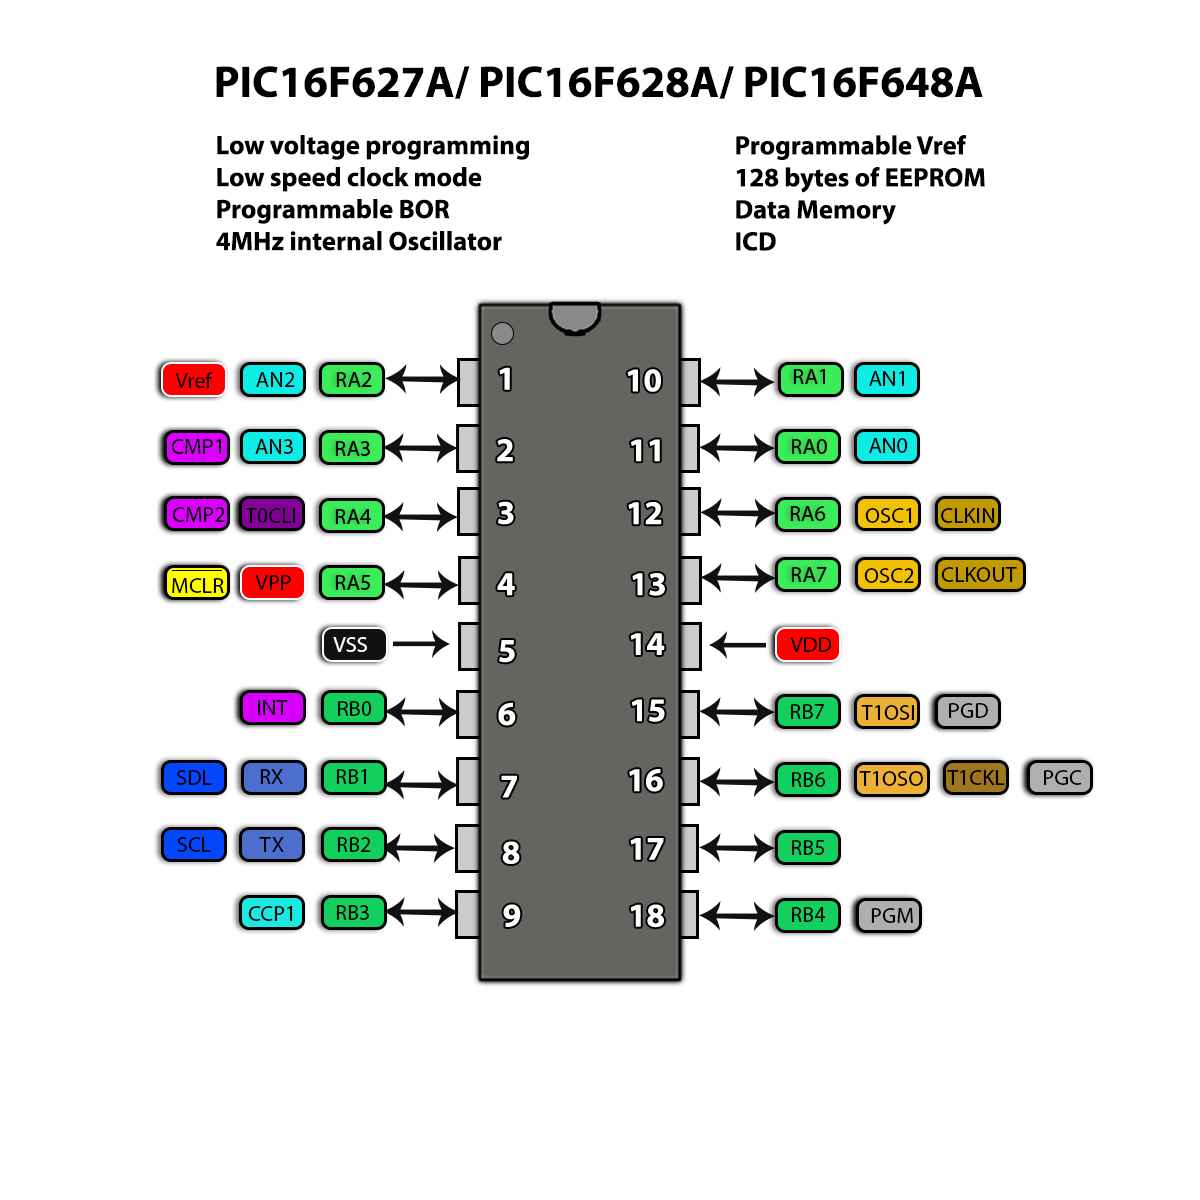 PIC16F627A/ PIC16F628A/ PIC16F648A
Low voltage programming
Low speed clock mode
Programmable BOR
4MHz internal Oscillator
Programmable Vref
128 bytes of EEPROM
Data Memory
ICD
Vref AN2 RA2 1 10 RA1 AN1
CMP1 AN3 RA3 2 11 RA0 AN0
CMP2 T0CLI RA4 3 12 RA6 OSC1 CLKIN
MCLR VPP RA5 4 13 RA7 OSC2 CLKOUT
VSS 5 14 VDD
INT RB0 6 15 RB7 T1OSI PGD
SDL RX RB1 7 16 RB6 T1OSO T1CKL PGC
SCL TX RB2 8 17 RB5
CCP1 RB3 9 18 RB4 PGM